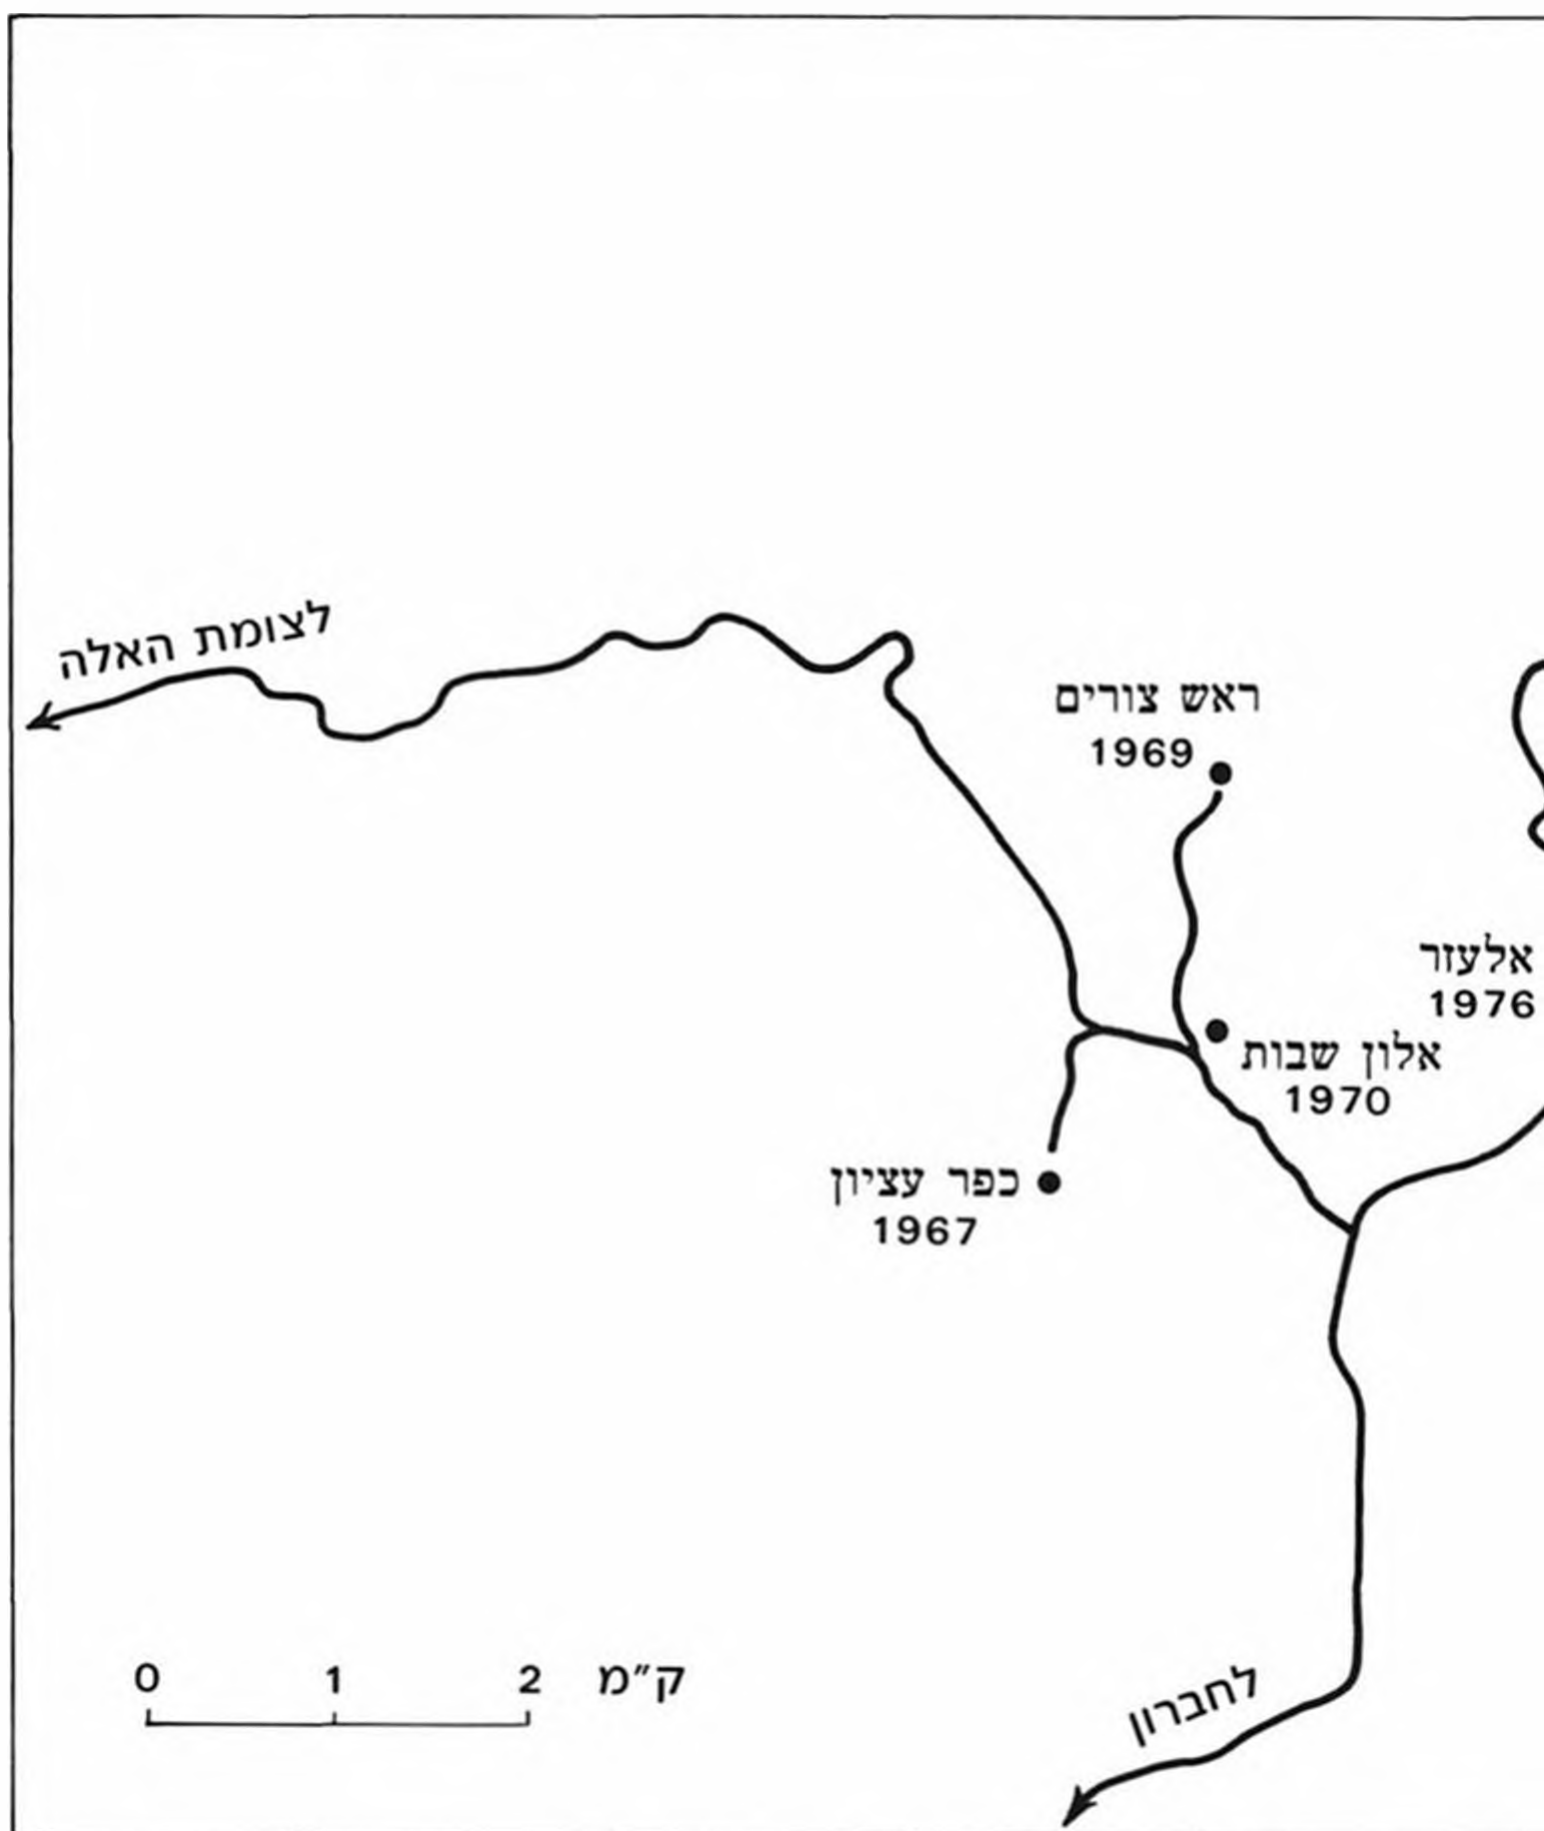 לצומת האלה
ראש צורים
1969
אלעזר
1976
אלון שבות
1970
כפר עציון
1967
0 1 2 ק״מ
לחברון